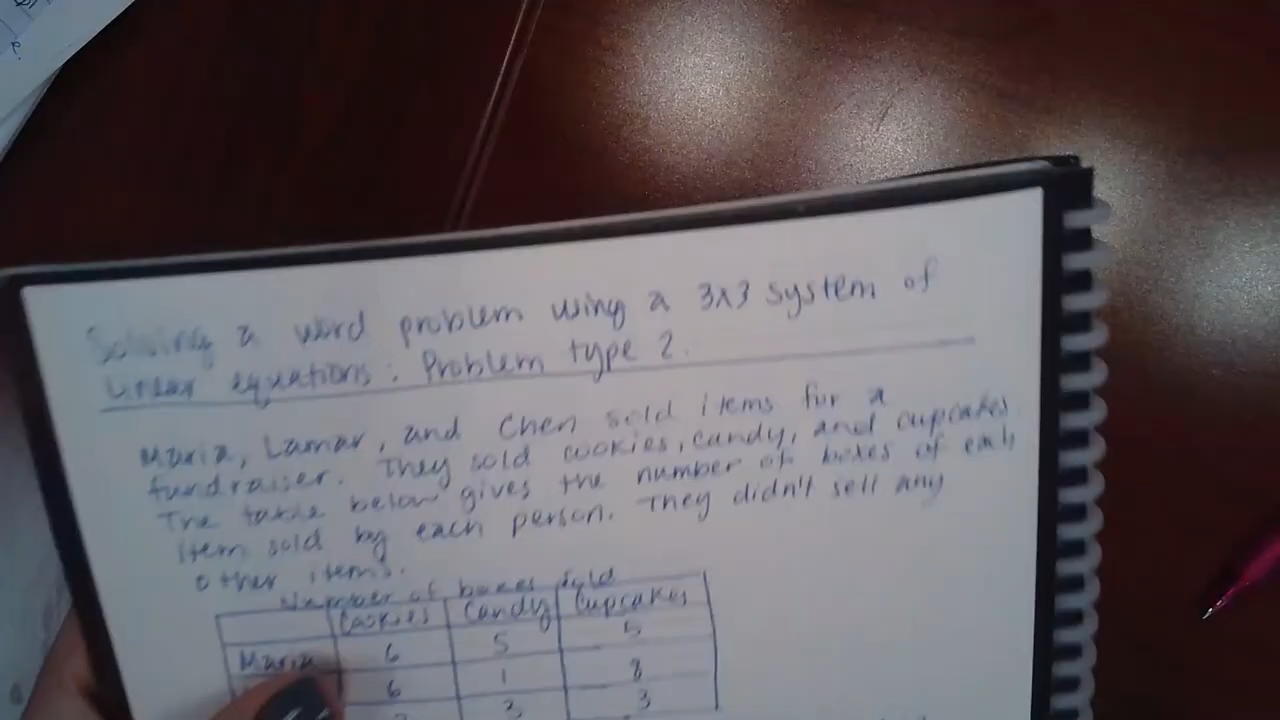 Solving a word problem using a 3x3 system of
linear equations: Problem type 2.
Maria, Lamar, and Chen sold items for a
fundraiser. They sold cookies, candy, and cupcakes.
The table below gives the number of boxes of each
item sold by each person. They didn't sell any
other items.
Number of boxes sold
Cookies Candy Cupcakes
Maria 6 5 5
6 1 8
3 3